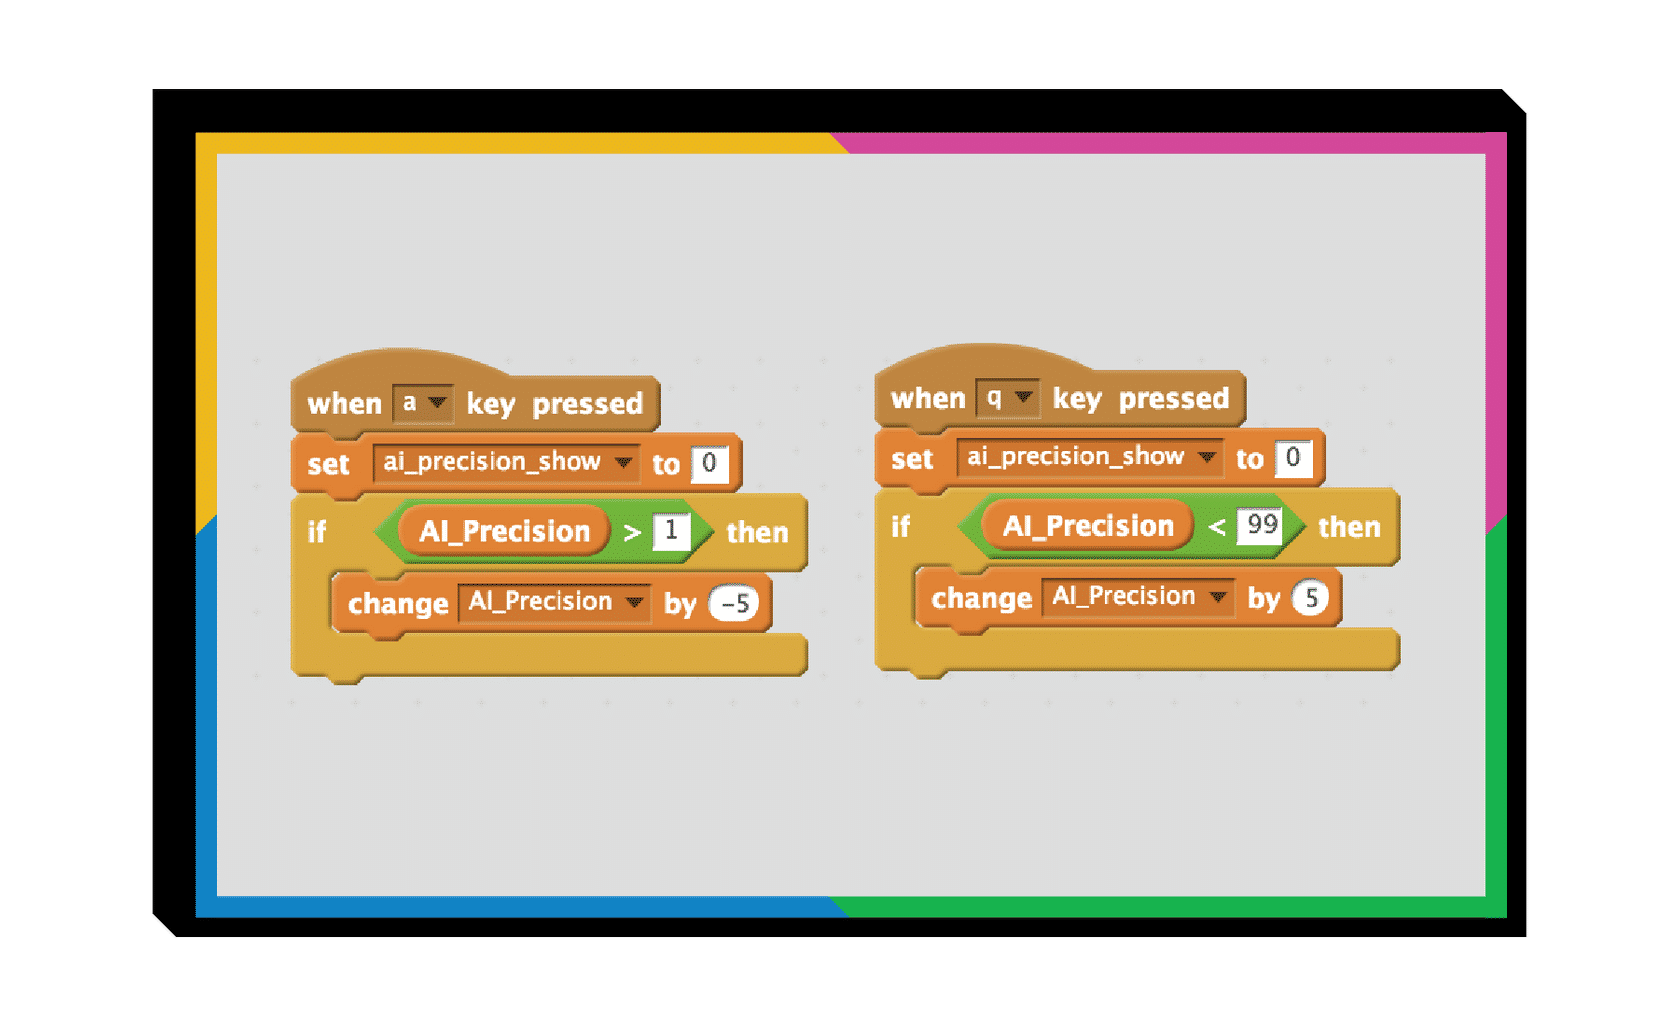 when a key pressed
set ai_precision_show to 0
if AI_Precision > 1 then
change AI_Precision by -5
when q key pressed
set ai_precision_show to 0
if AI_Precision < 99 then
change AI_Precision by 5